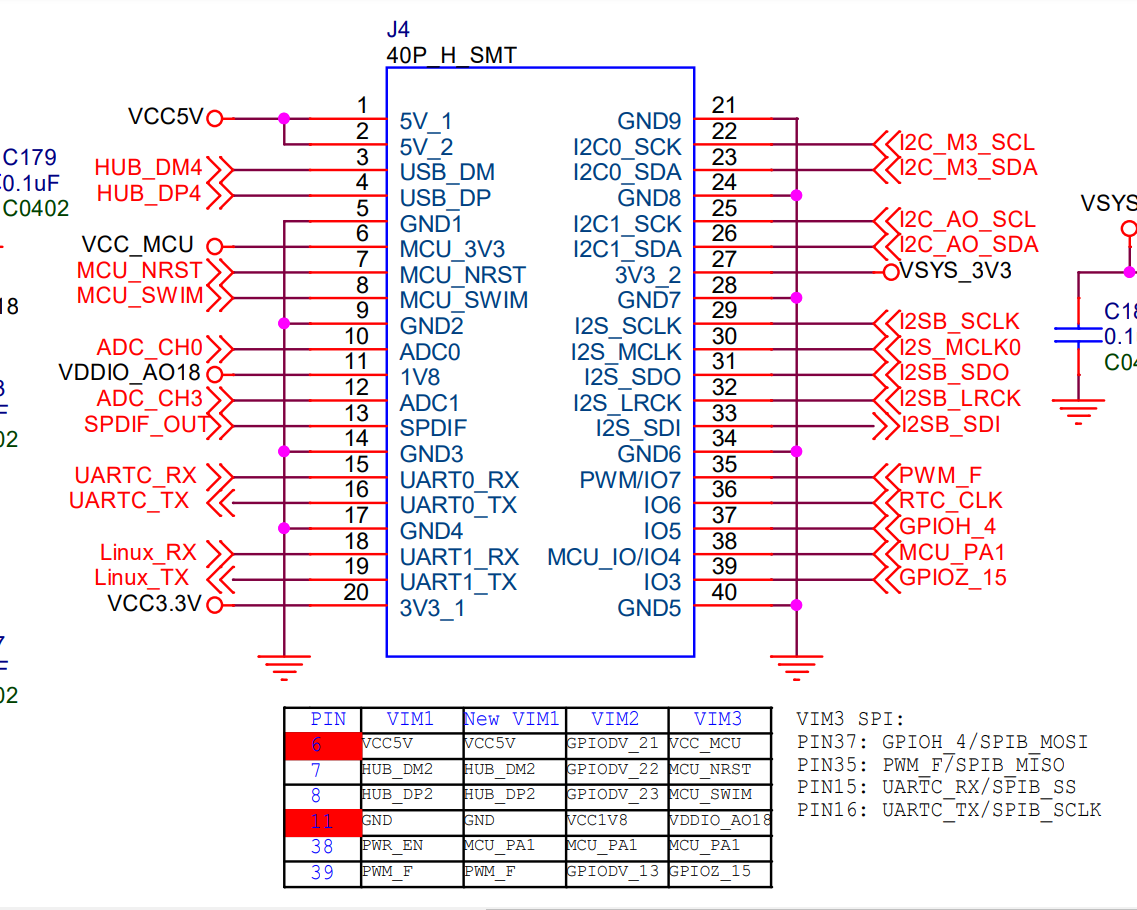 J4
40P_H_SMT
1
21
VCC5V
5V_1
GND9
2
22
5V_2
I2C0_SCK
I2C_M3_SCL
C179
3
23
HUB_DM4
USB_DM
I2C0_SDA
I2C_M3_SDA
0.1uF
4
24
HUB_DP4
USB_DP
GND8
C0402
5
25
VSYS
GND1
I2C1_SCK
I2C_AO_SCL
6
26
VCC_MCU
MCU_3V3
I2C1_SDA
I2C_AO_SDA
7
27
MCU_NRST
MCU_NRST
3V3_2
VSYS_3V3
8
28
MCU_SWIM
MCU_SWIM
GND7
18
9
29
C18
GND2
I2S_SCLK
I2SB_SCLK
10
30
0.1
ADC_CH0
ADC0
I2S_MCLK
I2S_MCLK0
11
31
C04
VDDIO_AO18
1V8
I2S_SDO
I2SB_SDO
12
32
ADC_CH3
ADC1
I2S_LRCK
I2SB_LRCK
13
33
SPDIF_OUT
SPDIF
I2S_SDI
I2SB_SDI
02
14
34
GND3
GND6
15
35
UARTC_RX
UART0_RX
PWM/IO7
PWM_F
16
36
UARTC_TX
UART0_TX
IO6
RTC_CLK
17
37
GND4
IO5
GPIOH_4
18
38
Linux_RX
UART1_RX
MCU_IO/IO4
MCU_PA1
19
39
Linux_TX
UART1_TX
IO3
GPIOZ_15
20
40
VCC3.3V
3V3_1
GND5
02
PIN VIM1 New VIM1 VIM2 VIM3
6 VCC5V VCC5V GPIODV_21 VCC_MCU
7 HUB_DM2 HUB_DM2 GPIODV_22 MCU_NRST
8 HUB_DP2 HUB_DP2 GPIODV_23 MCU_SWIM
11 GND GND VCC1V8 VDDIO_AO18
38 PWR_EN MCU_PA1 MCU_PA1 MCU_PA1
39 PWM_F PWM_F GPIODV_13 GPIOZ_15
VIM3 SPI:
PIN37: GPIOH_4/SPIB_MOSI
PIN35: PWM_F/SPIB_MISO
PIN15: UARTC_RX/SPIB_SS
PIN16: UARTC_TX/SPIB_SCLK